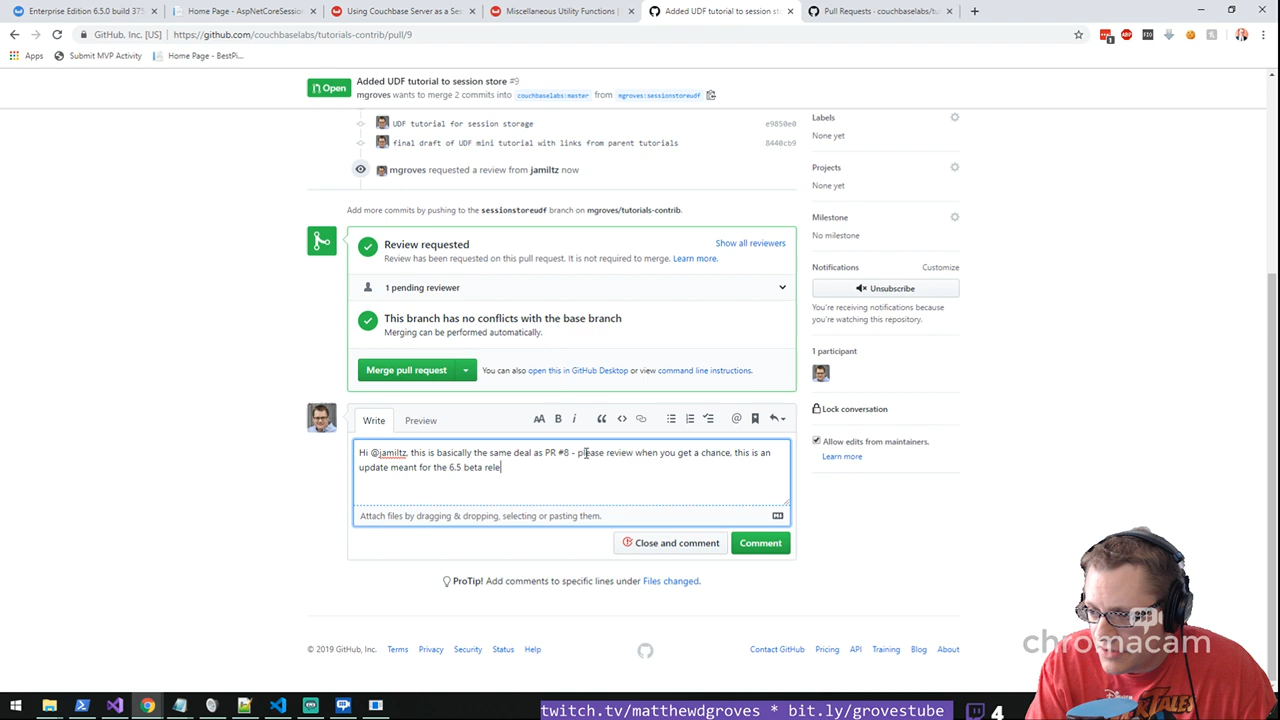 Enterprise Edition 6.5.0 build 375
Home Page - AspNetCoreSession
Using Couchbase Server as a Ses
Miscellaneous Utility Functions |
Added UDF tutorial to session sto
Pull Requests · couchbaselabs/tu
GitHub, Inc. [US] | https://github.com/couchbaselabs/tutorials-contrib/pull/9
Apps
Submit MVP Activity
Home Page - BestPi...
Open
Added UDF tutorial to session store #9
mgroves wants to merge 2 commits into couchbaselabs:master from mgroves:sessionstoreudf
UDF tutorial for session storage e9850e0
final draft of UDF mini tutorial with links from parent tutorials 8440cb9
mgroves requested a review from jamiltz now
Add more commits by pushing to the sessionstoreudf branch on mgroves/tutorials-contrib.
Review requested
Show all reviewers
Review has been requested on this pull request. It is not required to merge. Learn more.
1 pending reviewer
This branch has no conflicts with the base branch
Merging can be performed automatically.
Merge pull request
You can also open this in GitHub Desktop or view command line instructions.
Write
Preview
Hi @jamiltz, this is basically the same deal as PR #8 - please review when you get a chance, this is an
update meant for the 6.5 beta rele
Attach files by dragging & dropping, selecting or pasting them.
Close and comment
Comment
ProTip! Add comments to specific lines under Files changed.
Labels
None yet
Projects
None yet
Milestone
No milestone
Notifications
Customize
Unsubscribe
You're receiving notifications because
you're watching this repository.
1 participant
Lock conversation
Allow edits from maintainers.
Learn more
© 2019 GitHub, Inc.
Terms
Privacy
Security
Status
Help
Contact GitHub
Pricing
API
Training
Blog
About
chromacam
twitch.tv/matthewdgroves * bit.ly/grovestube
4